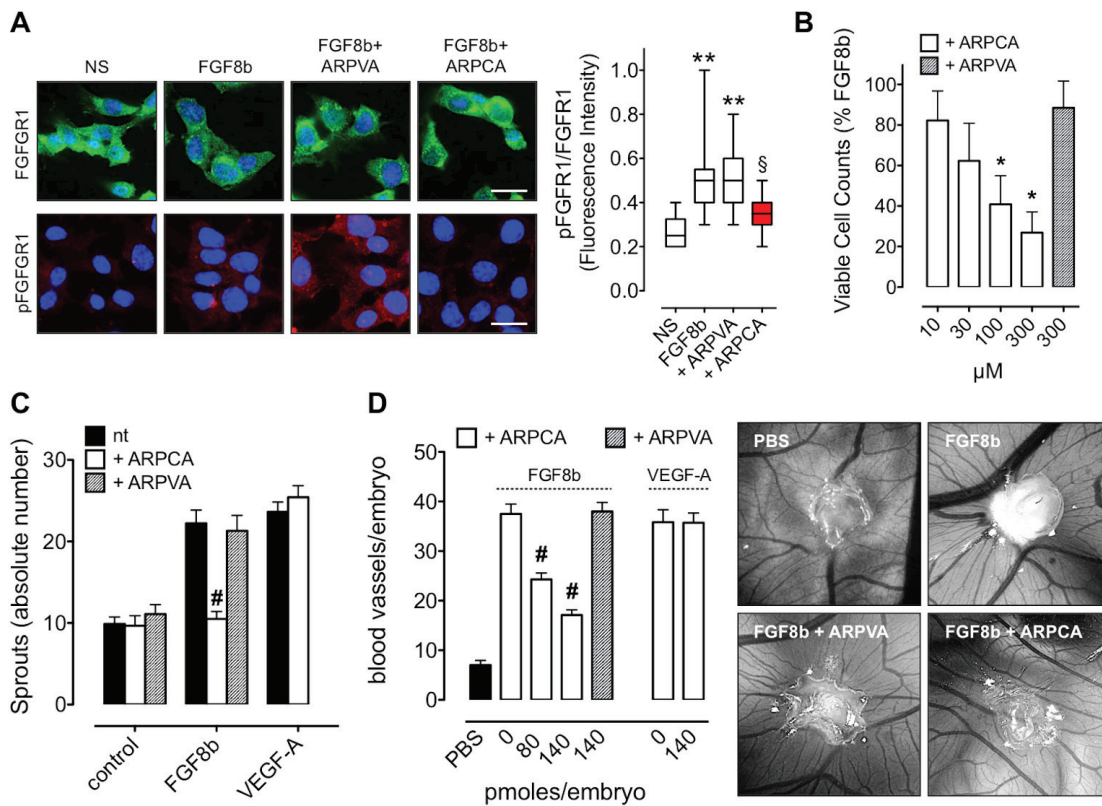 A
NS
FGF8b
FGF8b+
ARPVA
FGF8b+
ARPCA
FGFGR1
pFGFGR1
pFGFR1/FGFR1
(Fluorescence Intensity)
1.0
0.8
0.6
0.4
0.2
0.0
**
**
§
NS
FGF8b
+ ARPVA
+ ARPCA
B
+ ARPCA
+ ARPVA
Viable Cell Counts (% FGF8b)
100
80
60
40
20
0
*
*
10
30
100
300
300
µM
C
nt
+ ARPCA
+ ARPVA
Sprouts (absolute number)
30
20
10
0
#
control
FGF8b
VEGF-A
D
+ ARPCA
+ ARPVA
FGF8b
VEGF-A
blood vassels/embryo
50
40
30
20
10
0
#
#
PBS
0
80
140
140
0
140
pmoles/embryo
PBS
FGF8b
FGF8b + ARPVA
FGF8b + ARPCA